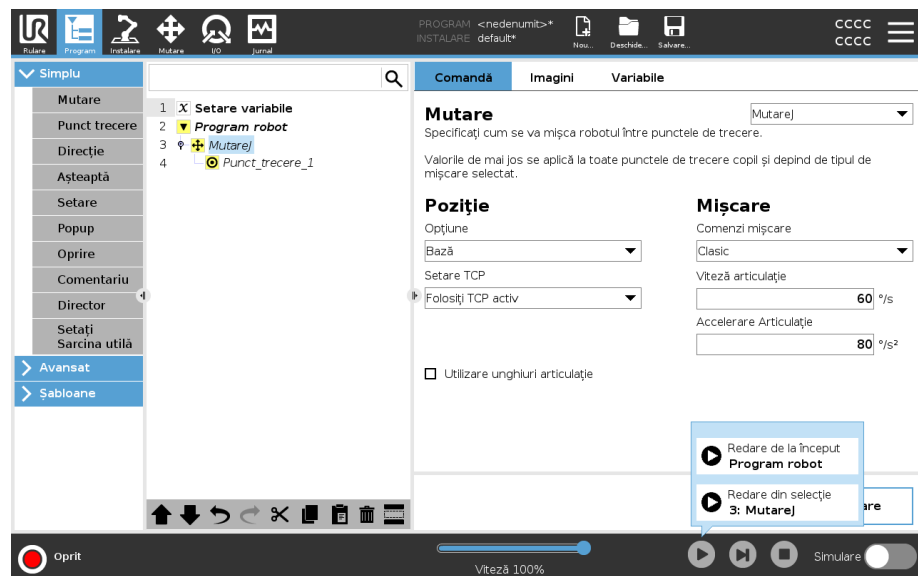 UR
Rulare
Program
Instalare
Mutare
I/O
Jurnal
PROGRAM <nedenumit>*
INSTALARE default*
Nou...
Deschide...
Salvare...
cccc
cccc
Simplu
Mutare
Punct trecere
Direcție
Așteaptă
Setare
Popup
Oprire
Comentariu
Director
Setați
Sarcina utilă
Avansat
Șabloane
1 X Setare variabile
2 Program robot
3 MutareJ
4 Punct_trecere_1
Comandă
Imagini
Variabile
Mutare
MutareJ
Specificați cum se va mișca robotul între punctele de trecere.
Valorile de mai jos se aplică la toate punctele de trecere copil și depind de tipul de
mișcare selectat.
Poziție
Opțiune
Bază
Setare TCP
Folosiți TCP activ
Utilizare unghiuri articulație
Mișcare
Comenzi mișcare
Clasic
Viteză articulație
60 °/s
Accelerare Articulație
80 °/s²
Redare de la început
Program robot
Redare din selecție
3: MutareJ
Oprit
Viteză 100%
Simulare